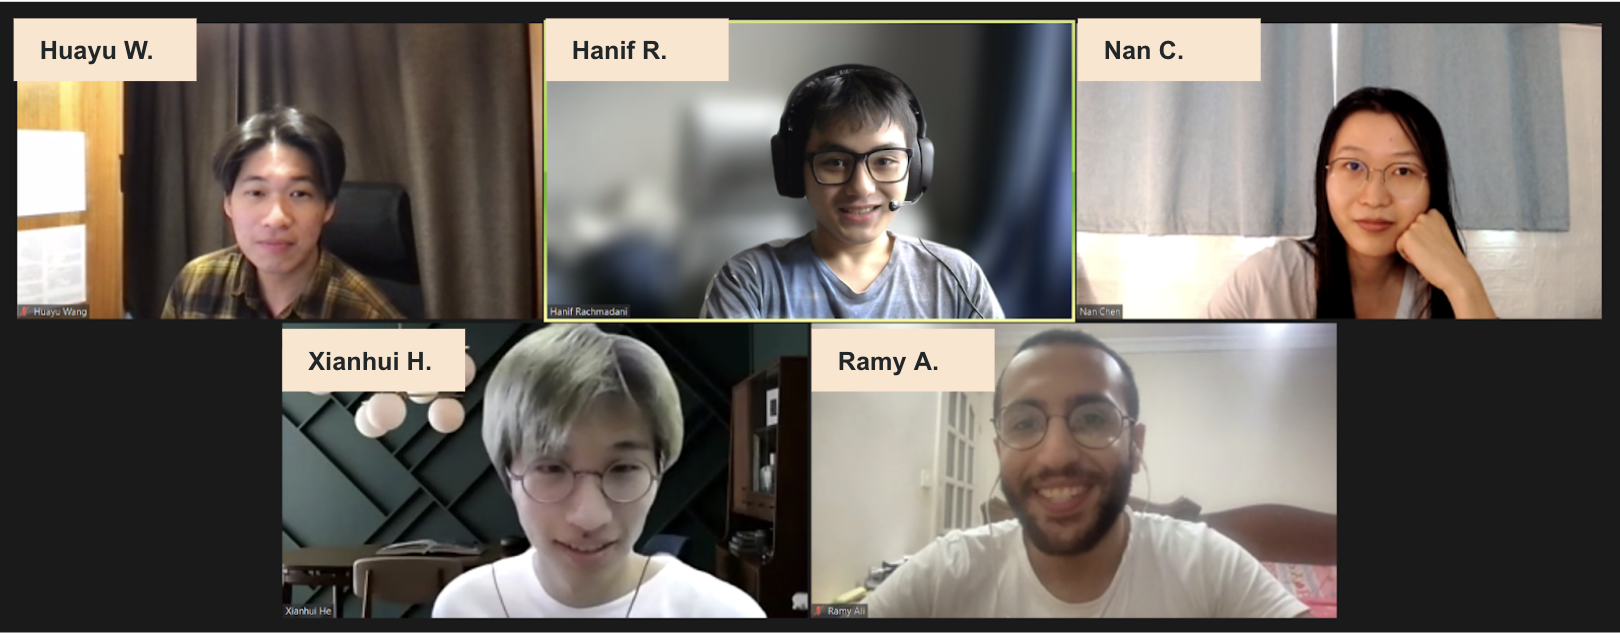 Huayu W.
Hanif R.
Nan C.
Huayu Wang
Hanif Rachmadani
Nan Chen
Xianhui H.
Ramy A.
Xianhui He
Ramy Ali